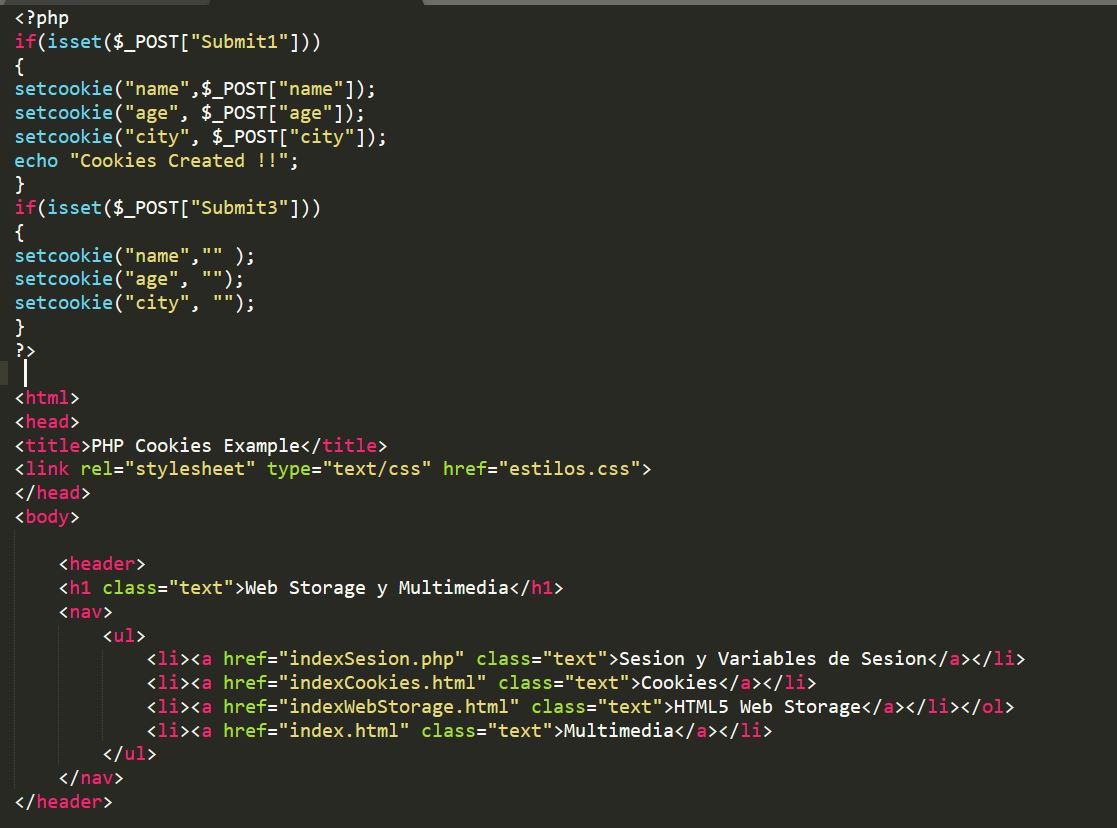 <?php
if(isset($_POST["Submit1"]))
{
setcookie("name",$_POST["name"]);
setcookie("age", $_POST["age"]);
setcookie("city", $_POST["city"]);
echo "Cookies Created !!";
}
if(isset($_POST["Submit3"]))
{
setcookie("name","" );
setcookie("age", "");
setcookie("city", "");
}
?>
<html>
<head>
<title>PHP Cookies Example</title>
<link rel="stylesheet" type="text/css" href="estilos.css">
</head>
<body>
<header>
<h1 class="text">Web Storage y Multimedia</h1>
<nav>
<ul>
<li><a href="indexSesion.php" class="text">Sesion y Variables de Sesion</a></li>
<li><a href="indexCookies.html" class="text">Cookies</a></li>
<li><a href="indexWebStorage.html" class="text">HTML5 Web Storage</a></li></ol>
<li><a href="index.html" class="text">Multimedia</a></li>
</ul>
</nav>
</header>